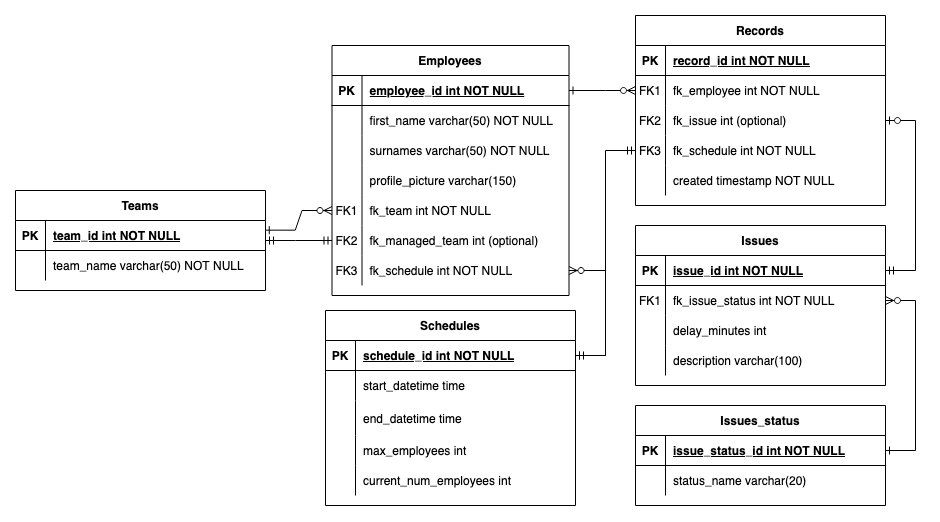 Records
PK record_id int NOT NULL
FK1 fk_employee int NOT NULL
FK2 fk_issue int (optional)
FK3 fk_schedule int NOT NULL
created timestamp NOT NULL
Employees
PK employee_id int NOT NULL
first_name varchar(50) NOT NULL
surnames varchar(50) NOT NULL
profile_picture varchar(150)
FK1 fk_team int NOT NULL
FK2 fk_managed_team int (optional)
FK3 fk_schedule int NOT NULL
Teams
PK team_id int NOT NULL
team_name varchar(50) NOT NULL
Issues
PK issue_id int NOT NULL
FK1 fk_issue_status int NOT NULL
delay_minutes int
description varchar(100)
Schedules
PK schedule_id int NOT NULL
start_datetime time
end_datetime time
max_employees int
current_num_employees int
Issues_status
PK issue_status_id int NOT NULL
status_name varchar(20)